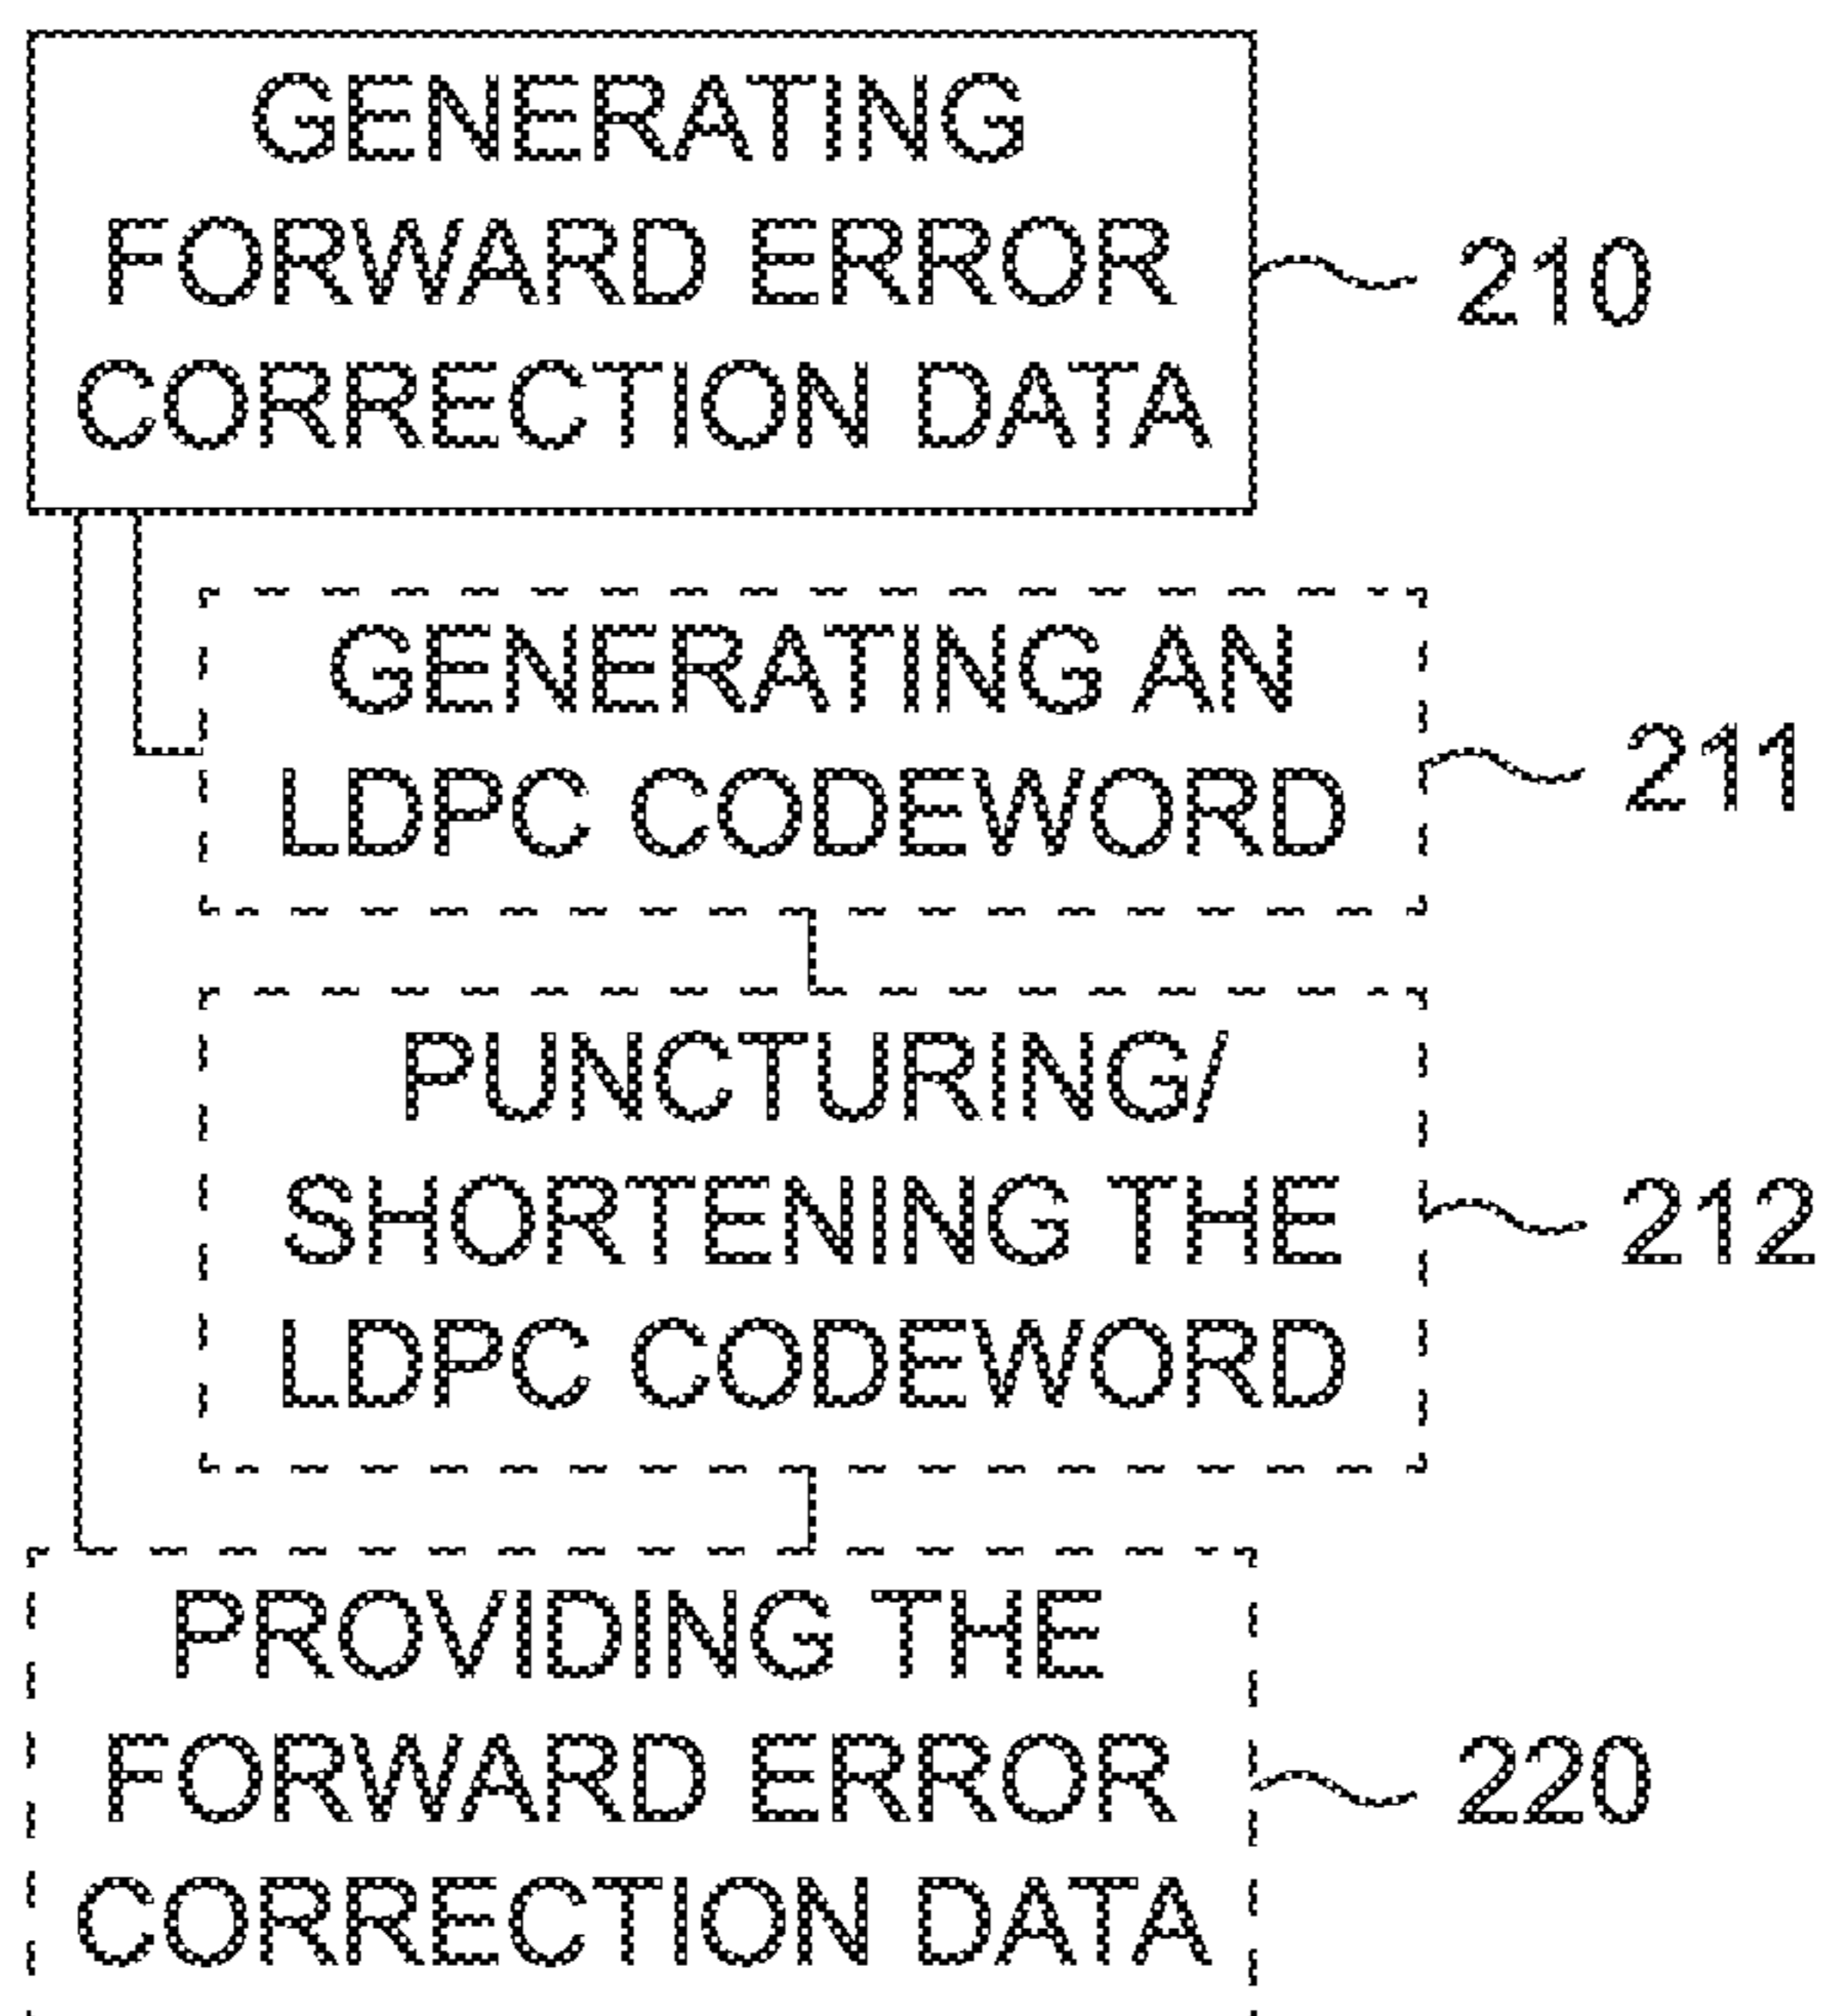 GENERATING
FORWARD ERROR
CORRECTION DATA
210
GENERATING AN
LDPC CODEWORD
211
PUNCTURING/
SHORTENING THE
LDPC CODEWORD
212
PROVIDING THE
FORWARD ERROR
CORRECTION DATA
220